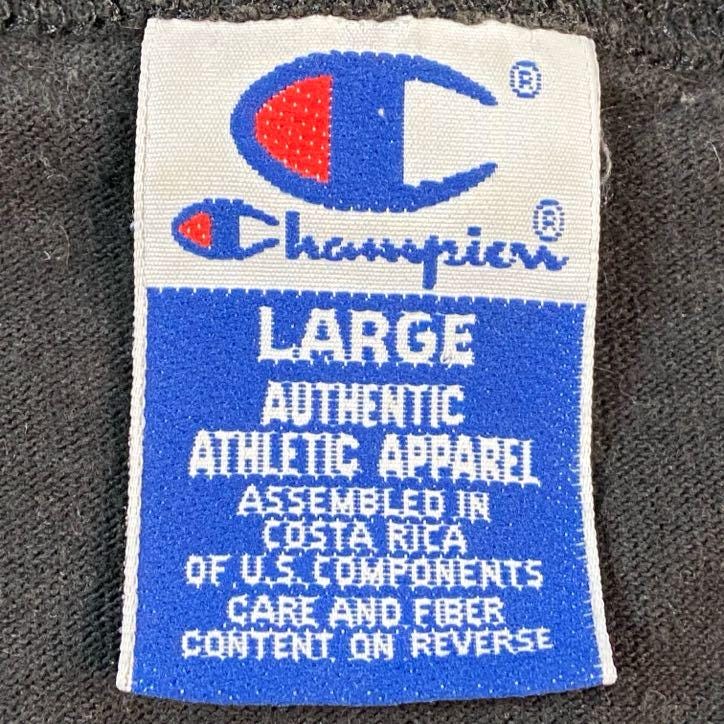 ®
Champion®
LARGE
AUTHENTIC
ATHLETIC APPAREL
ASSEMBLED IN
COSTA RICA
OF U.S. COMPONENTS
CARE AND FIBER
CONTENT ON REVERSE